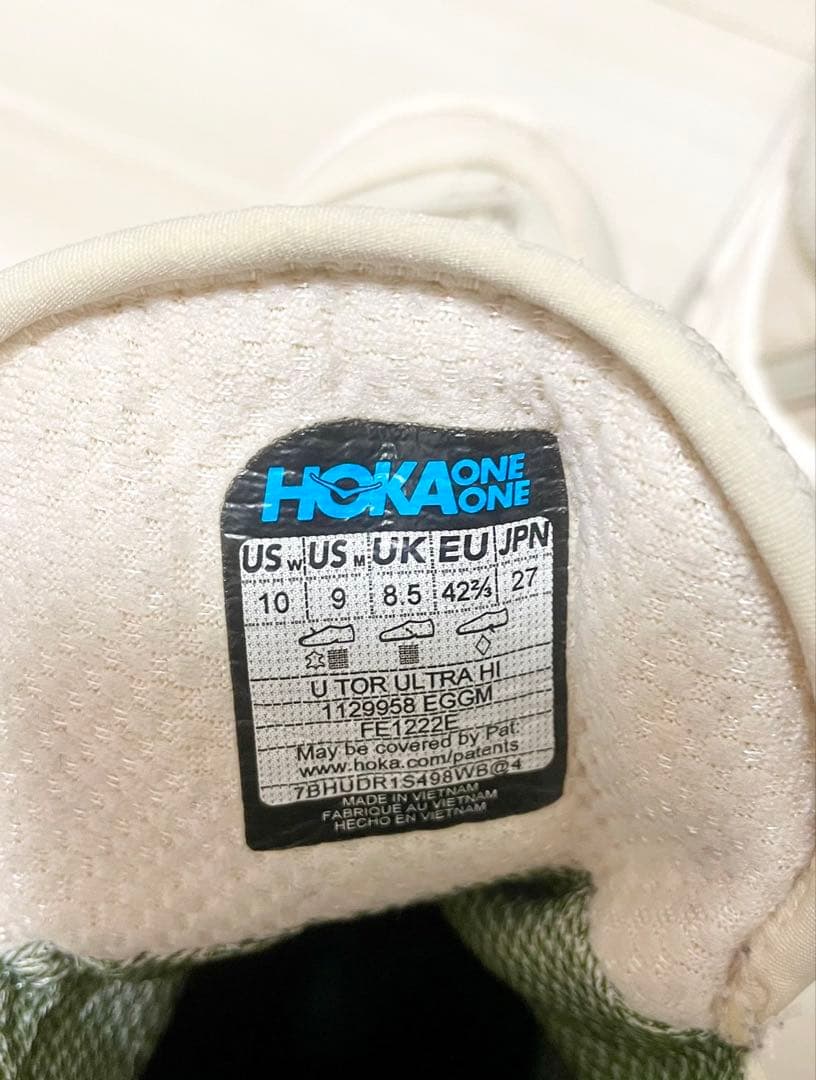 HOKA ONE ONE
US W US M UK EU JPN
10 9 8.5 42⅔ 27
U TOR ULTRA HI
1129958 EGGM
FE1222E
May be covered by Pat:
www.hoka.com/patents
7BHUDR1S498WB@4
MADE IN VIETNAM
FABRIQUE AU VIETNAM
HECHO EN VIETNAM